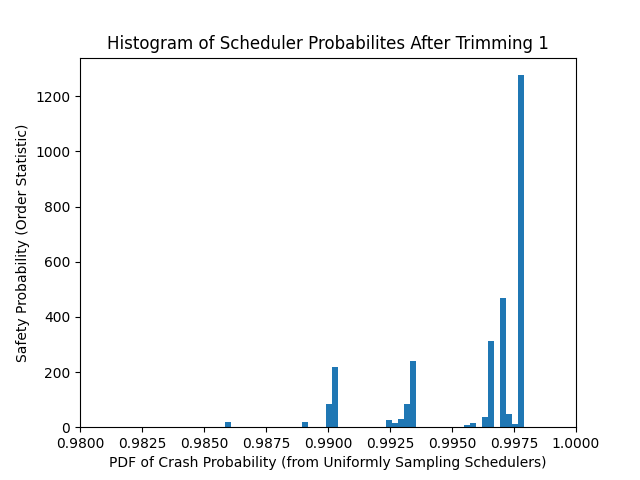 Histogram of Scheduler Probabilites After Trimming 1
Safety Probability (Order Statistic)
1200
1000
800
600
400
200
0
0.9800 0.9825 0.9850 0.9875 0.9900 0.9925 0.9950 0.9975 1.0000
PDF of Crash Probability (from Uniformly Sampling Schedulers)